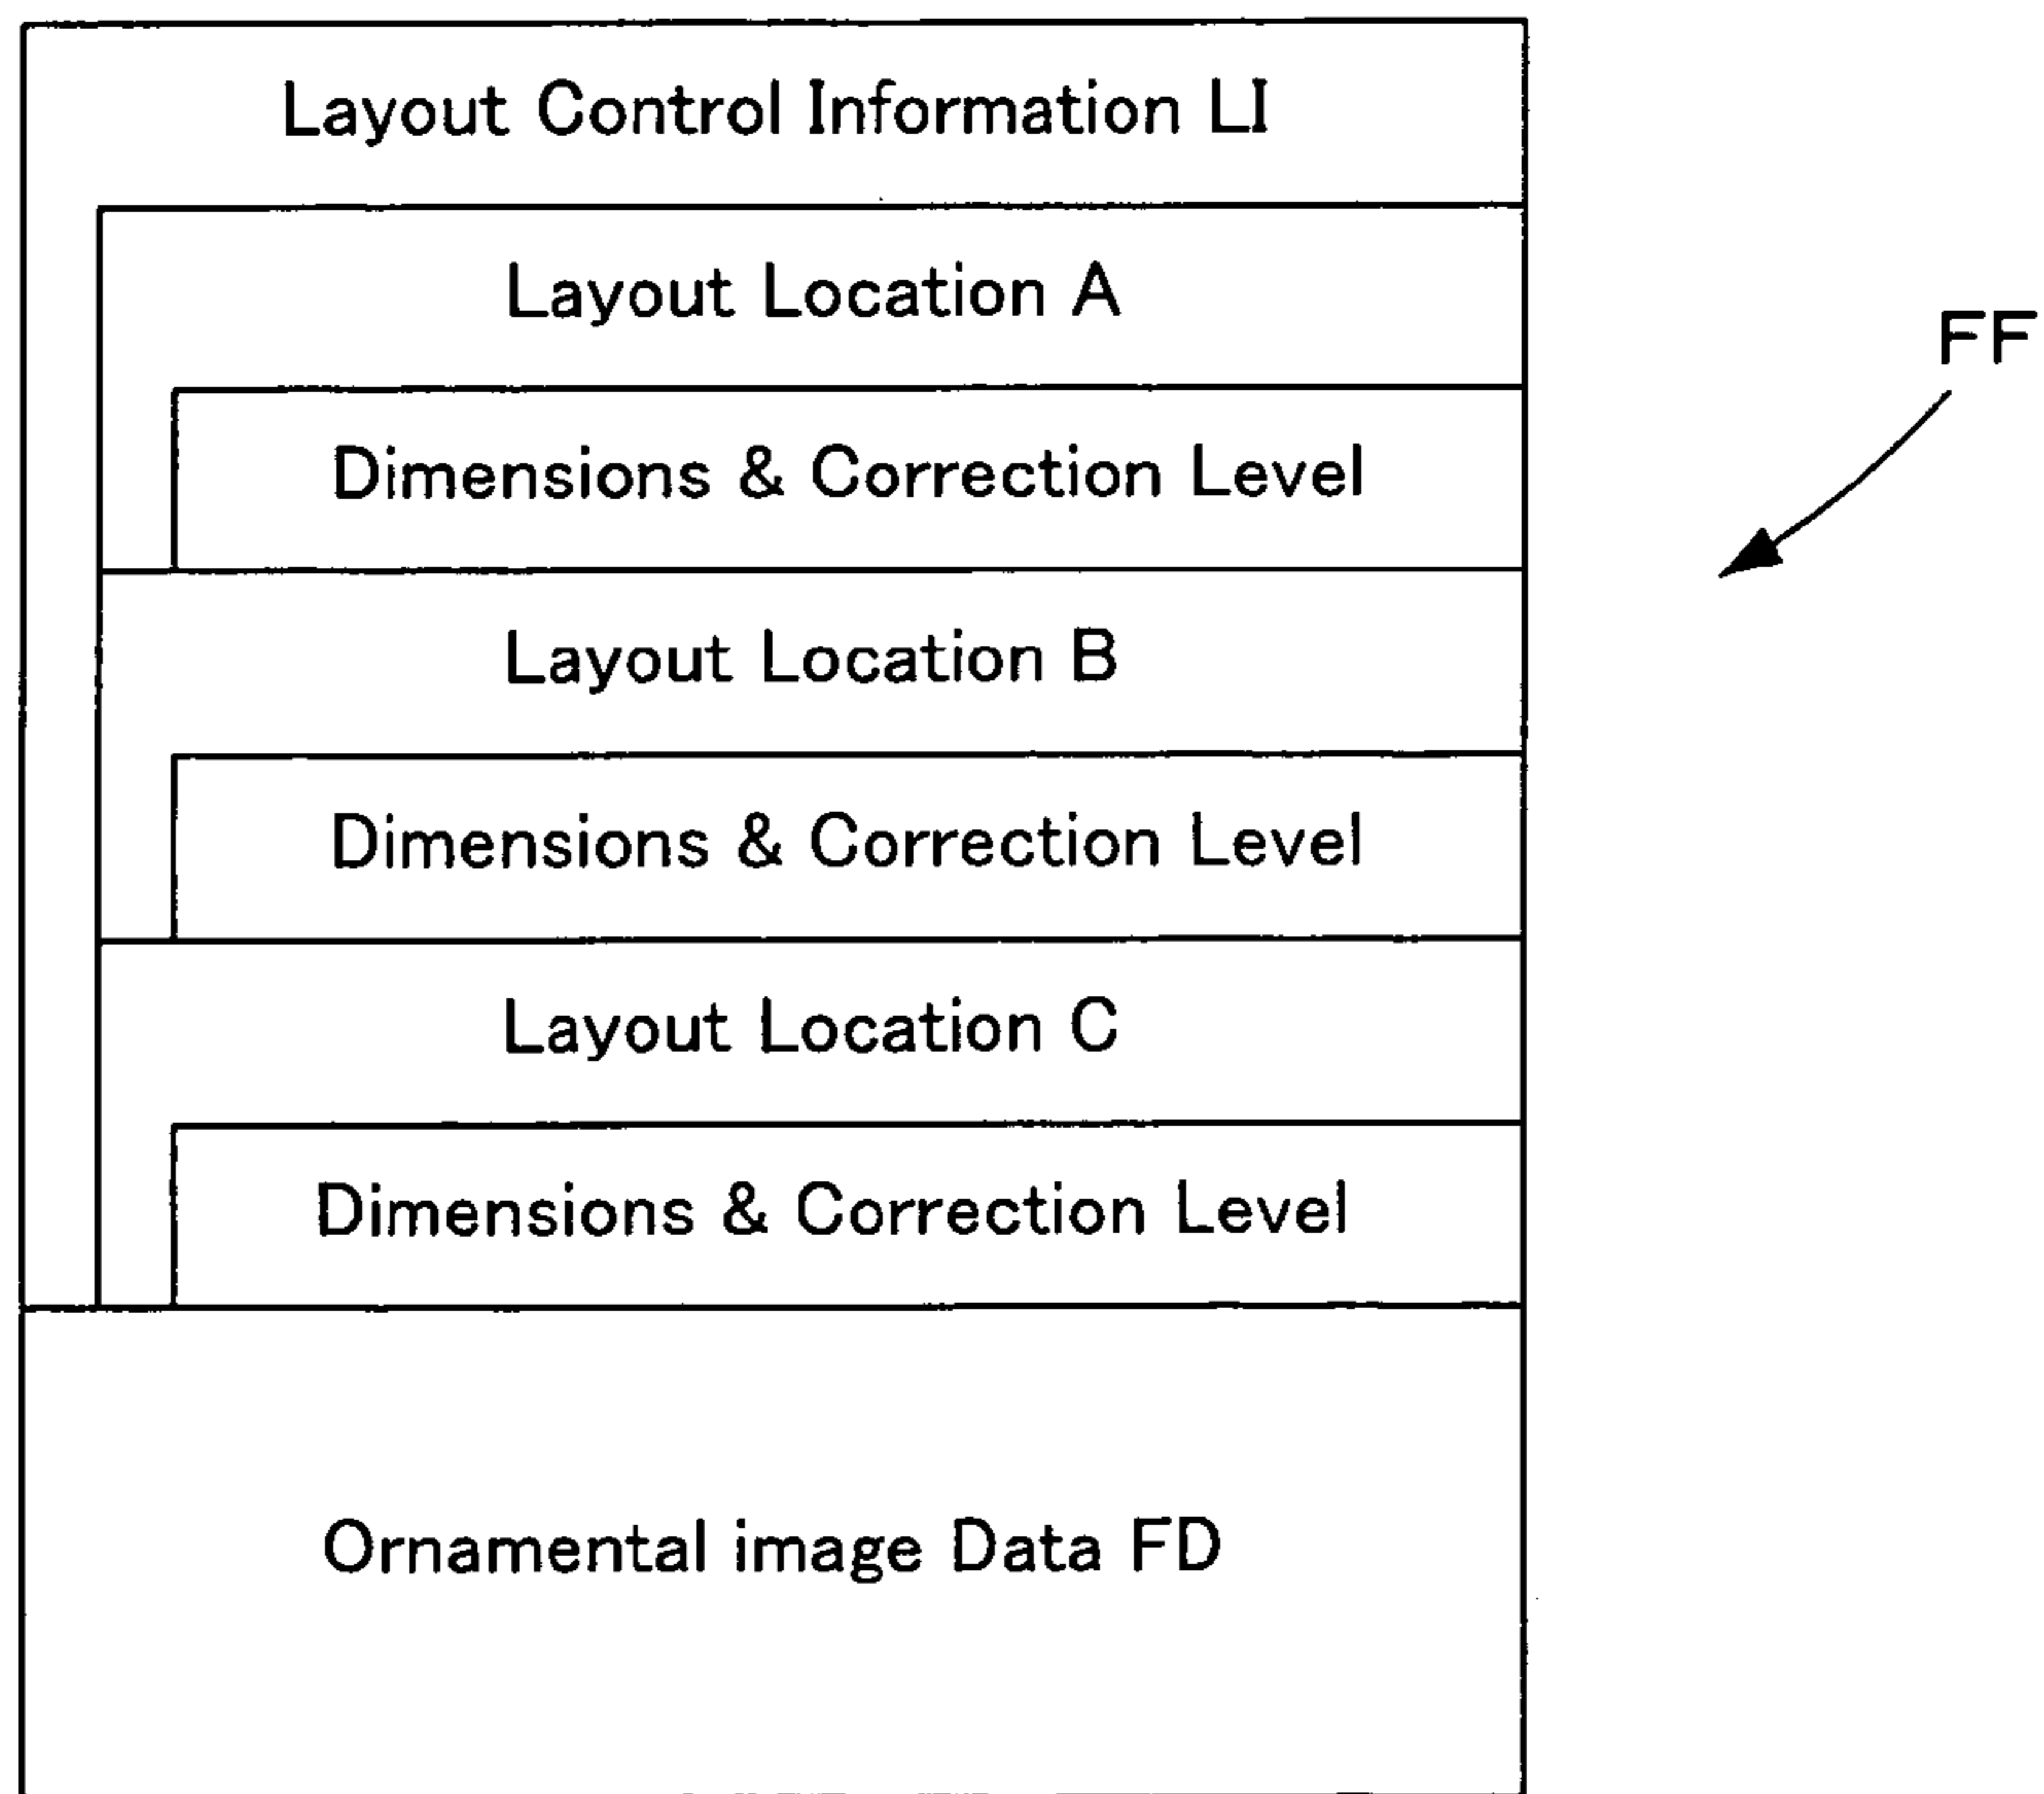 Layout Control Information LI
Layout Location A
FF
Dimensions & Correction Level
Layout Location B
Dimensions & Correction Level
Layout Location C
Dimensions & Correction Level
Ornamental image Data FD